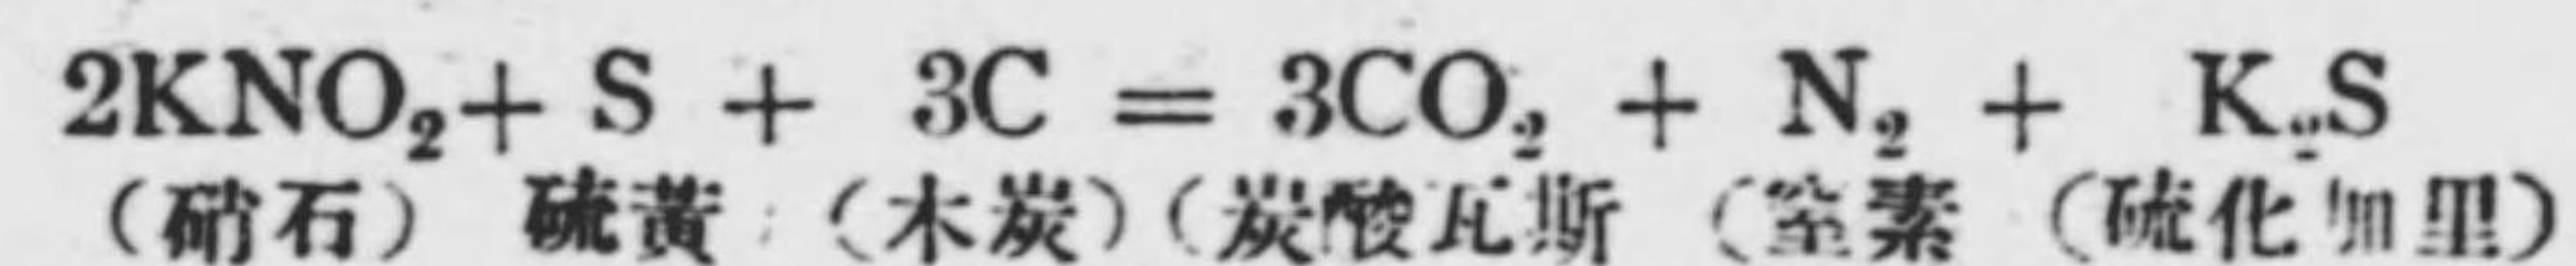 2KNO₂+ S + 3C = 3CO₂ + N₂ + K₂S
（硝石） 硫黄 （木炭）（炭酸瓦斯 （窒素 （硫化加里）